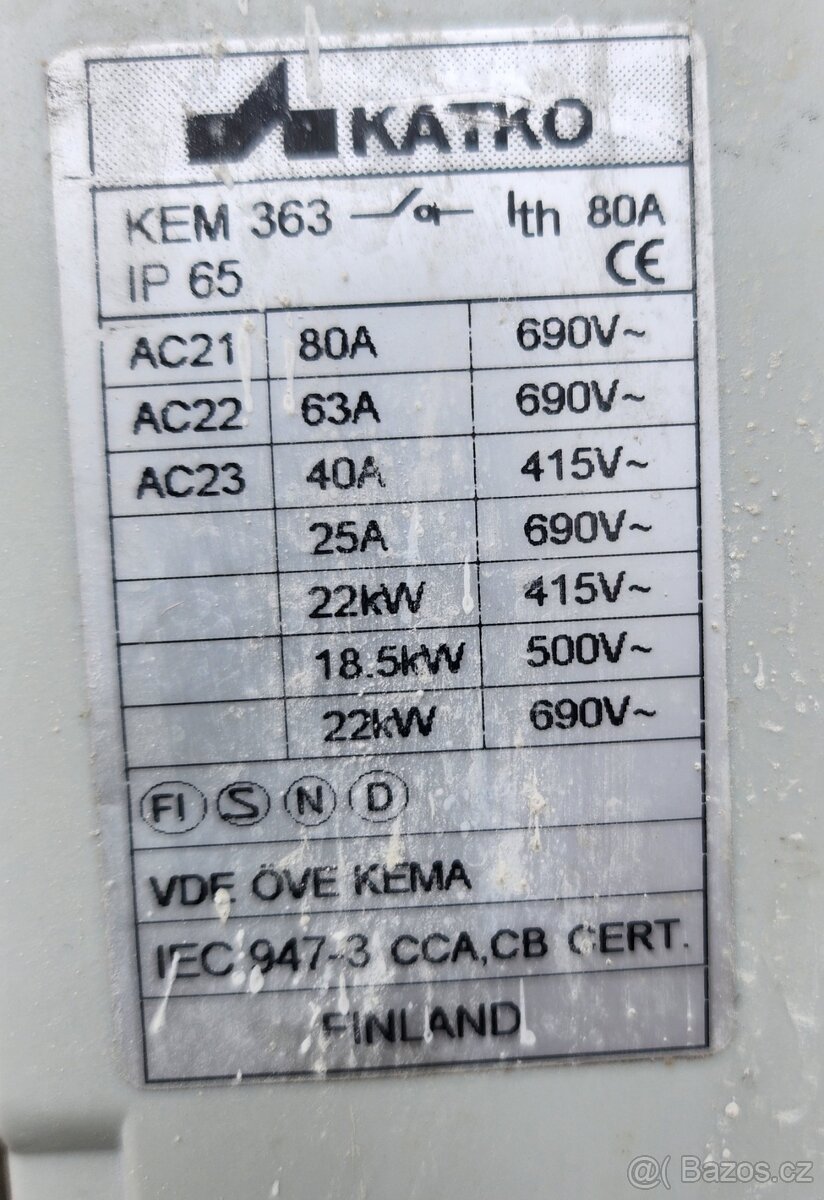 KATKO
KEM 363 Ith 80A
IP 65 CE
AC21 80A 690V~
AC22 63A 690V~
AC23 40A 415V~
25A 690V~
22kW 415V~
18.5kW 500V~
22kW 690V~
FI S N D
VDE ÖVE KEMA
IEC 947-3 CCA,CB CERT.
FINLAND
@( Bazos.cz